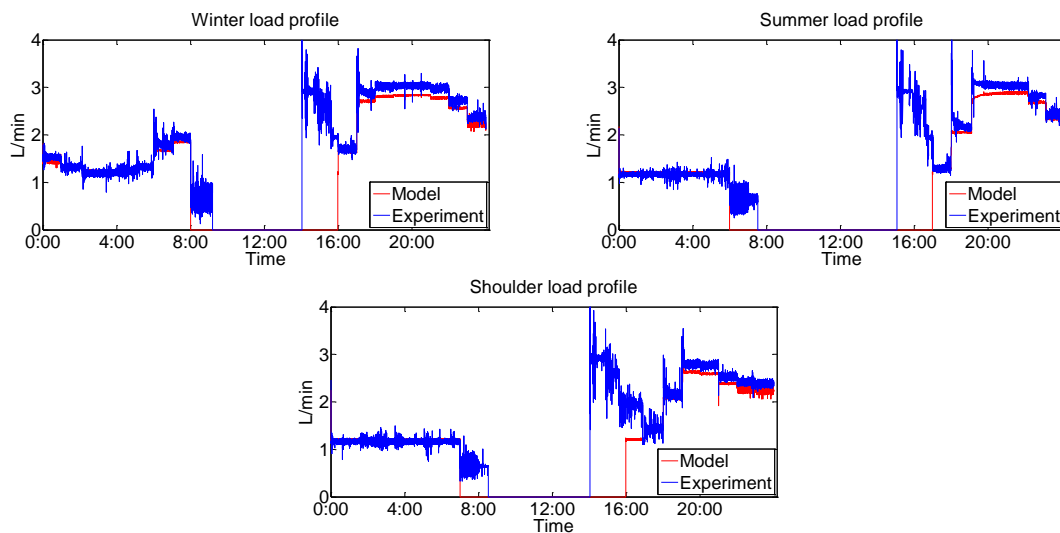 Winter load profile
4
3
2
1
0
L/min
0:00 4:00 8:00 12:00 16:00 20:00
Time
Model
Experiment
Summer load profile
4
3
2
1
0
L/min
0:00 4:00 8:00 12:00 16:00 20:00
Time
Model
Experiment
Shoulder load profile
4
3
2
1
0
L/min
0:00 4:00 8:00 12:00 16:00 20:00
Time
Model
Experiment